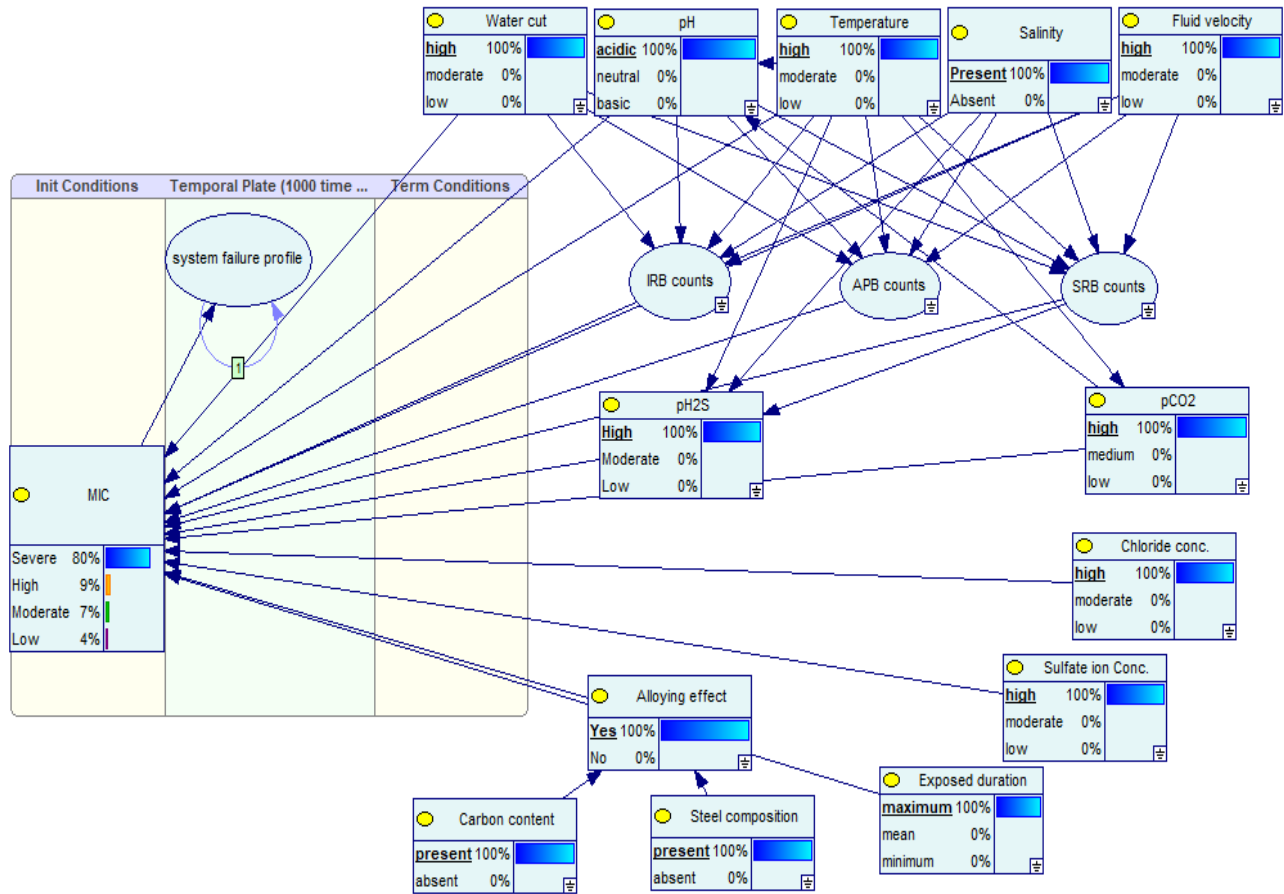 Water cut
high 100%
moderate 0%
low 0%
pH
acidic 100%
neutral 0%
basic 0%
Temperature
high 100%
moderate 0%
low 0%
Salinity
Present 100%
Absent 0%
Fluid velocity
high 100%
moderate 0%
low 0%
Init Conditions
Temporal Plate (1000 time ...
Term Conditions
system failure profile
1
IRB counts
APB counts
SRB counts
pH2S
High 100%
Moderate 0%
Low 0%
pCO2
high 100%
medium 0%
low 0%
MIC
Severe 80%
High 9%
Moderate 7%
Low 4%
Chloride conc.
high 100%
moderate 0%
low 0%
Sulfate ion Conc.
high 100%
moderate 0%
low 0%
Alloying effect
Yes 100%
No 0%
Exposed duration
maximum 100%
mean 0%
minimum 0%
Carbon content
present 100%
absent 0%
Steel composition
present 100%
absent 0%